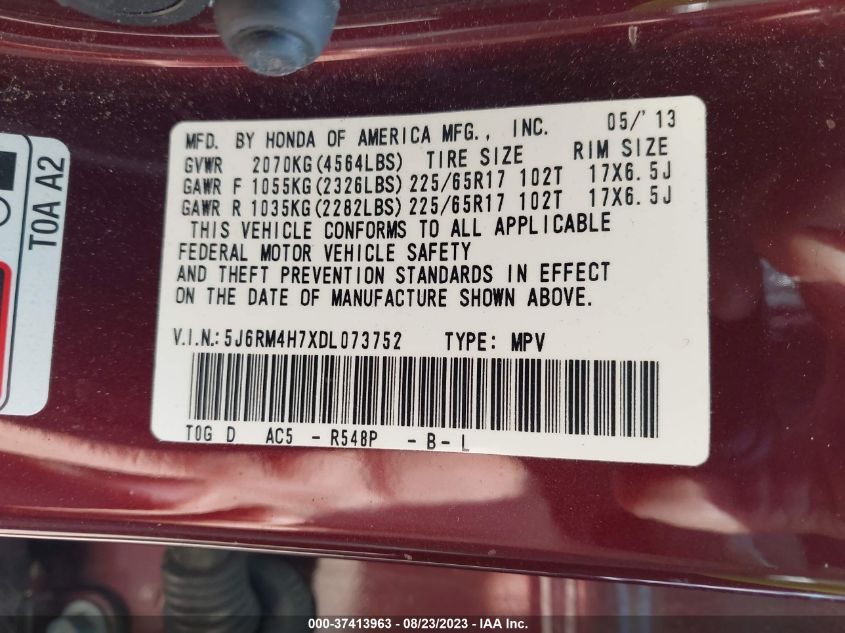 TOA A2
MFD. BY HONDA OF AMERICA MFG., INC. 05/'13
GVWR 2070KG(4564LBS) TIRE SIZE RIM SIZE
GAWR F 1055KG(2326LBS) 225/65R17 102T 17X6.5J
GAWR R 1035KG(2282LBS) 225/65R17 102T 17X6.5J
THIS VEHICLE CONFORMS TO ALL APPLICABLE
FEDERAL MOTOR VEHICLE SAFETY
AND THEFT PREVENTION STANDARDS IN EFFECT
ON THE DATE OF MANUFACTURE SHOWN ABOVE.
V.I.N.: 5J6RM4H7XDL073752 TYPE: MPV
T0G D AC5 - R548P - B - L
000-37413963 - 08/23/2023 - IAA Inc.